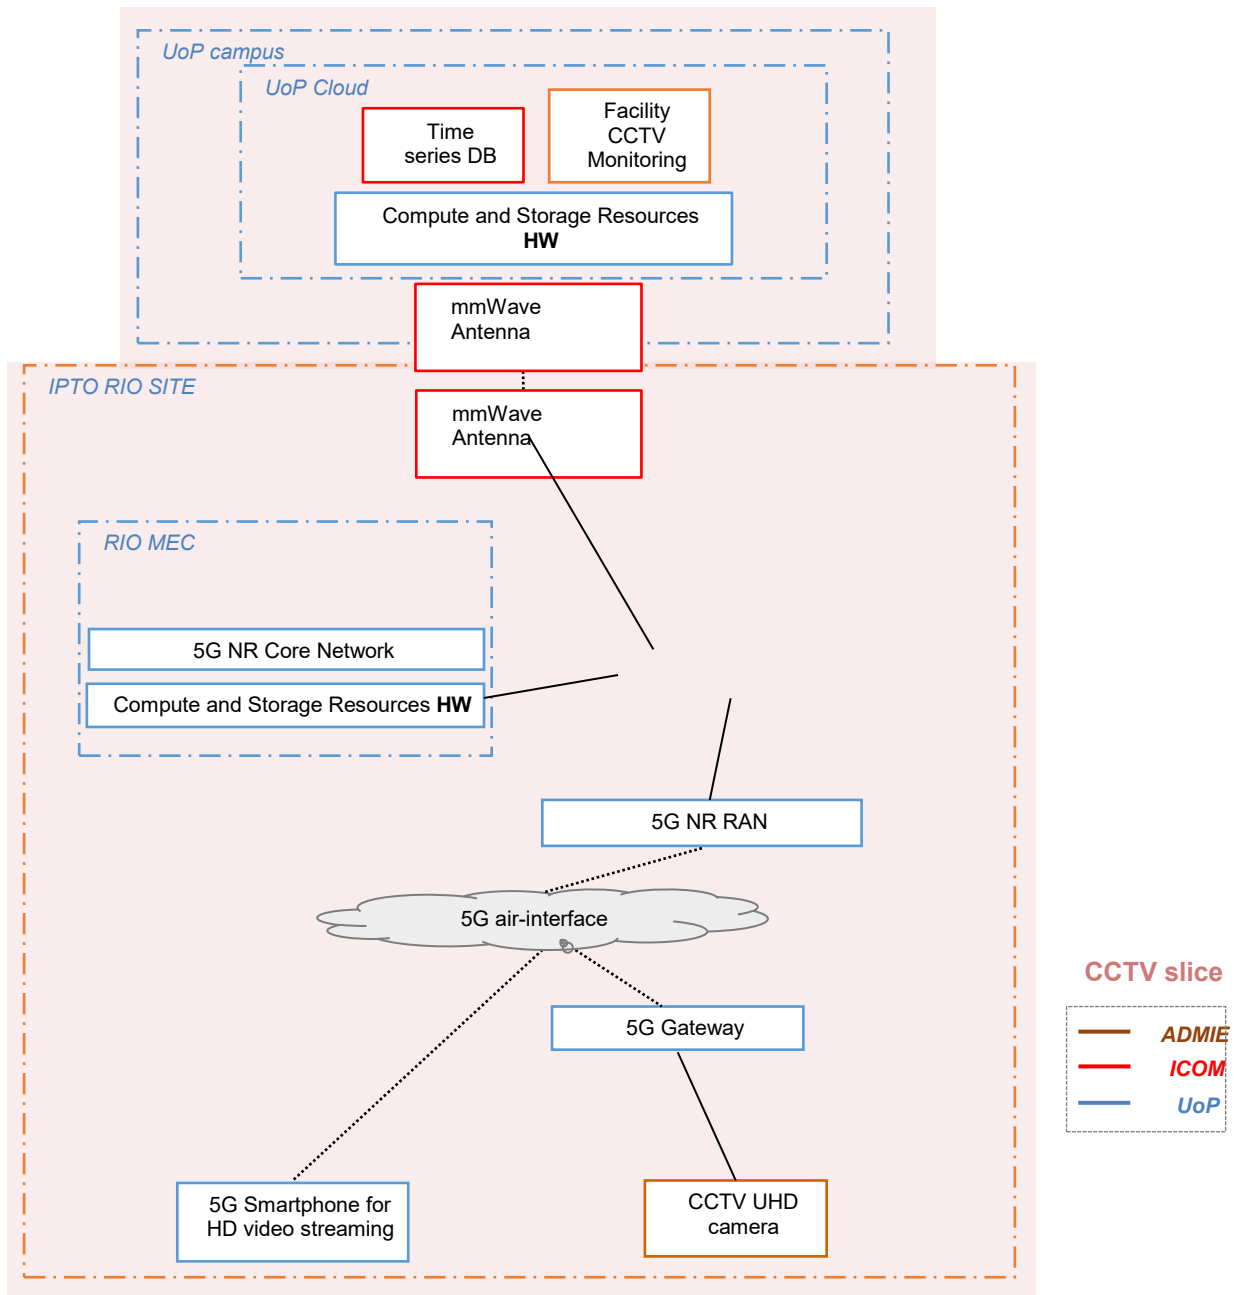 UoP campus
UoP Cloud
Time
series DB
Facility
CCTV
Monitoring
Compute and Storage Resources
HW
mmWave
Antenna
IPTO RIO SITE
mmWave
Antenna
RIO MEC
5G NR Core Network
Compute and Storage Resources HW
5G NR RAN
5G air-interface
5G Gateway
5G Smartphone for
HD video streaming
CCTV UHD
camera
CCTV slice
ADMIE
ICOM
UoP